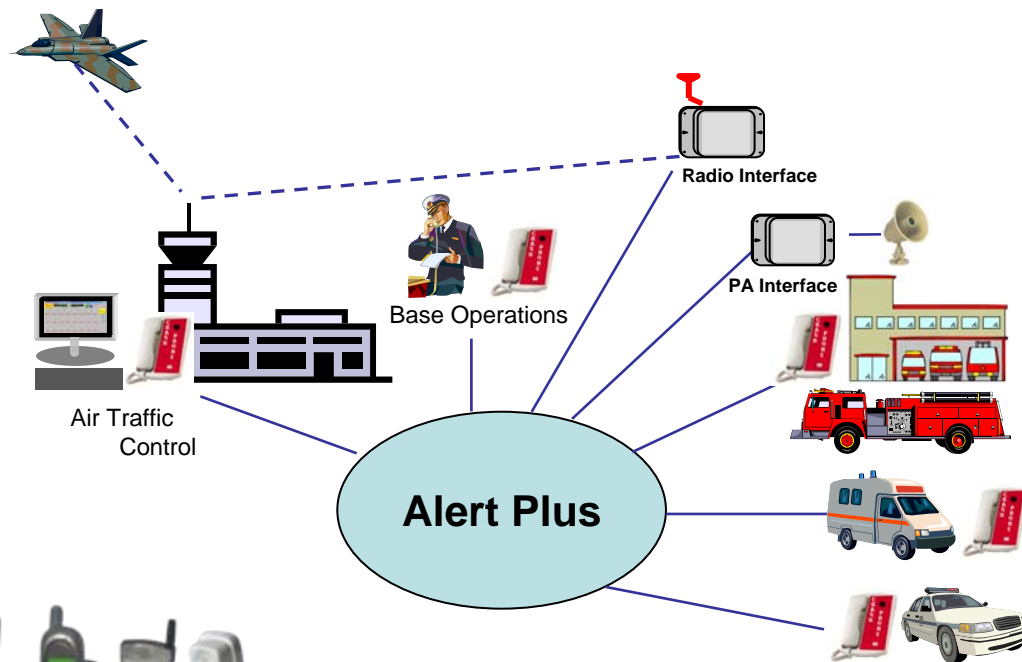 Radio Interface
PA Interface
Base Operations
Air Traffic
Control
Alert Plus